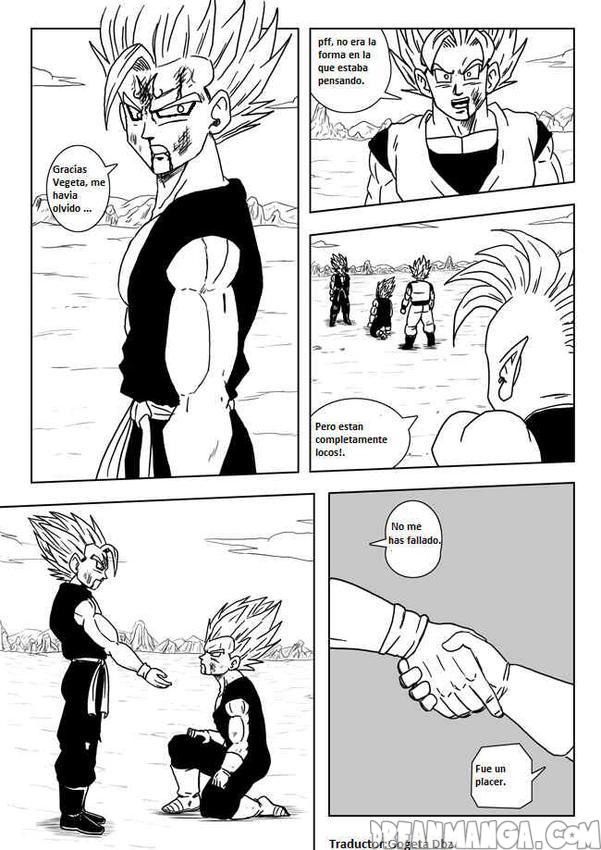 Gracias
Vegeta, me
havia
olvido ...
pff, no era la
forma en la
que estaba
pensando.
Pero estan
completamente
locos!.
No me
has fallado.
Fue un
placer.
Traductor:Gogeta Dbz
DREANMANGA.COM